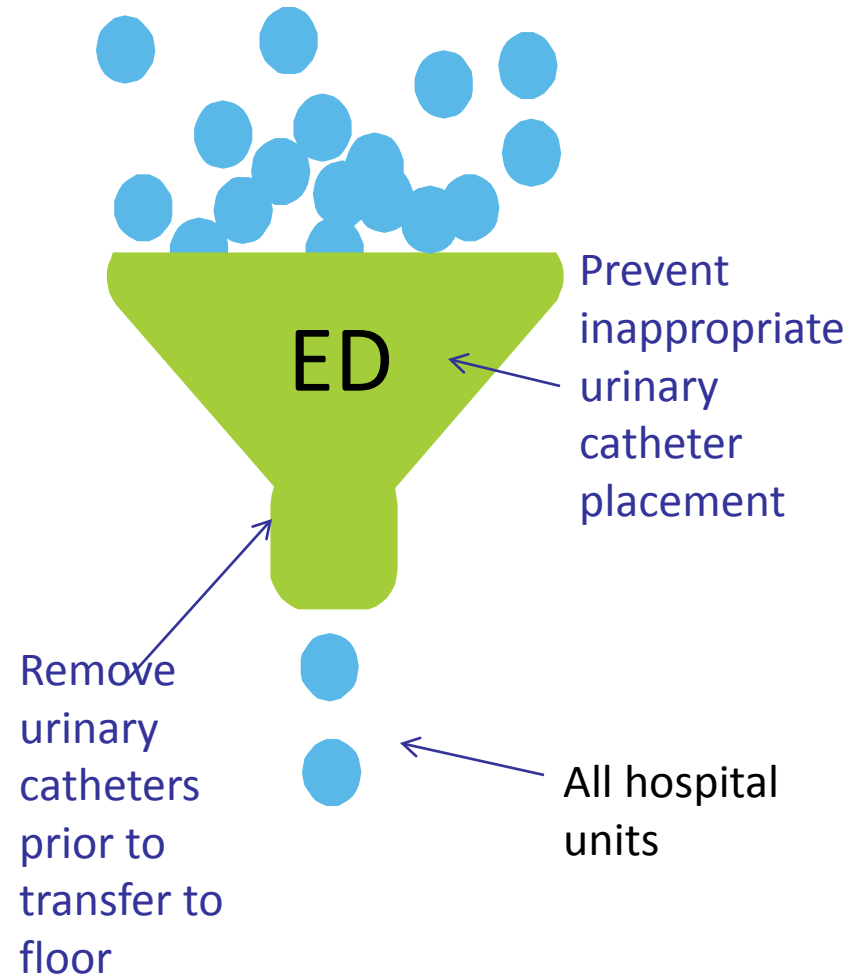 ED
Prevent
inappropriate
urinary
catheter
placement
Remove
urinary
catheters
prior to
transfer to
floor
All hospital
units